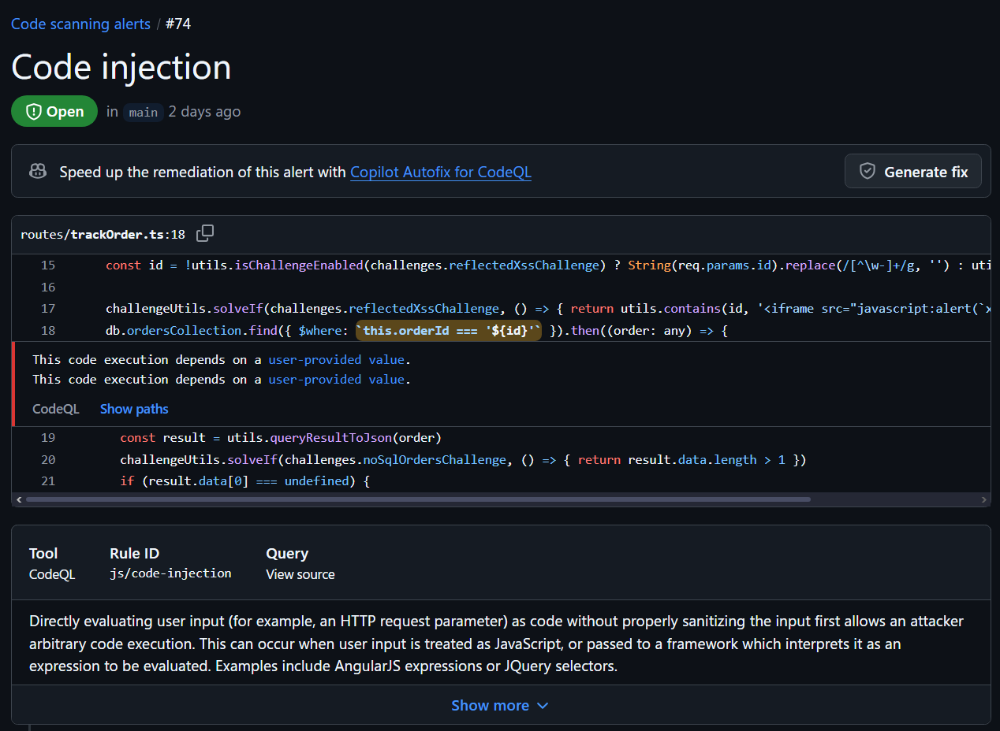 Code scanning alerts / #74
Code injection
Open in main 2 days ago
Speed up the remediation of this alert with Copilot Autofix for CodeQL Generate fix
routes/trackOrder.ts:18
15 const id = !utils.isChallengeEnabled(challenges.reflectedXssChallenge) ? String(req.params.id).replace(/[^\w-]+/g, '') : uti
16
17 challengeUtils.solveIf(challenges.reflectedXssChallenge, () => { return utils.contains(id, '<iframe src="javascript:alert(`x
18 db.ordersCollection.find({ $where: `this.orderId === '${id}'` }).then((order: any) => {
This code execution depends on a user-provided value.
This code execution depends on a user-provided value.
CodeQL Show paths
19 const result = utils.queryResultToJson(order)
20 challengeUtils.solveIf(challenges.noSqlOrdersChallenge, () => { return result.data.length > 1 })
21 if (result.data[0] === undefined) {
Tool Rule ID Query
CodeQL js/code-injection View source
Directly evaluating user input (for example, an HTTP request parameter) as code without properly sanitizing the input first allows an attacker
arbitrary code execution. This can occur when user input is treated as JavaScript, or passed to a framework which interprets it as an
expression to be evaluated. Examples include AngularJS expressions or JQuery selectors.
Show more